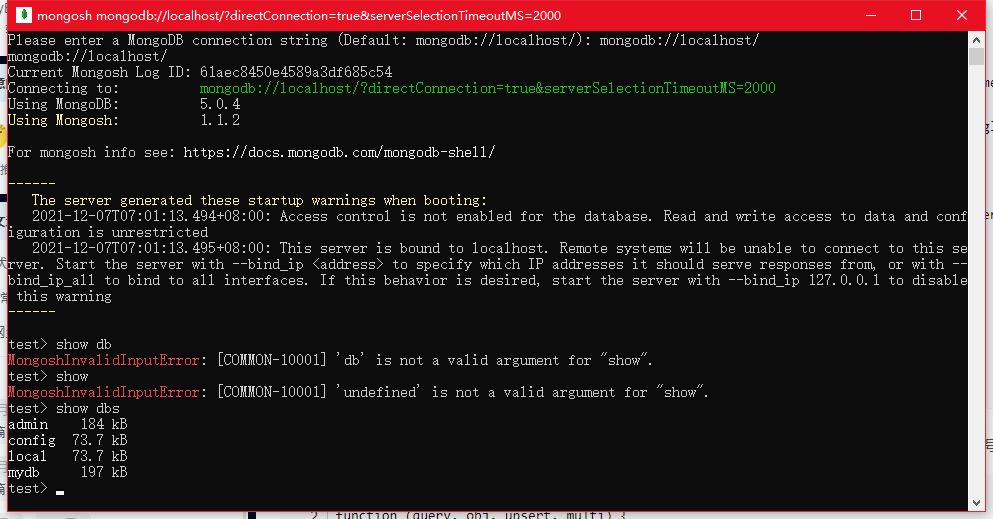 mongosh mongodb://localhost/?directConnection=true&serverSelectionTimeoutMS=2000
Please enter a MongoDB connection string (Default: mongodb://localhost/): mongodb://localhost/
mongodb://localhost/
Current Mongosh Log ID: 61aec8450e4589a3df685c54
Connecting to: mongodb://localhost/?directConnection=true&serverSelectionTimeoutMS=2000
Using MongoDB: 5.0.4
Using Mongosh: 1.1.2
For mongosh info see: https://docs.mongodb.com/mongodb-shell/
------
The server generated these startup warnings when booting:
2021-12-07T07:01:13.494+08:00: Access control is not enabled for the database. Read and write access to data and conf
iguration is unrestricted
2021-12-07T07:01:13.495+08:00: This server is bound to localhost. Remote systems will be unable to connect to this se
rver. Start the server with --bind_ip <address> to specify which IP addresses it should serve responses from, or with --
bind_ip_all to bind to all interfaces. If this behavior is desired, start the server with --bind_ip 127.0.0.1 to disable
this warning
------
test> show db
MongoshInvalidInputError: [COMMON-10001] 'db' is not a valid argument for "show".
test> show
MongoshInvalidInputError: [COMMON-10001] 'undefined' is not a valid argument for "show".
test> show dbs
admin 184 kB
config 73.7 kB
local 73.7 kB
mydb 197 kB
test>
2 function (query, obj, upsert, multi) {